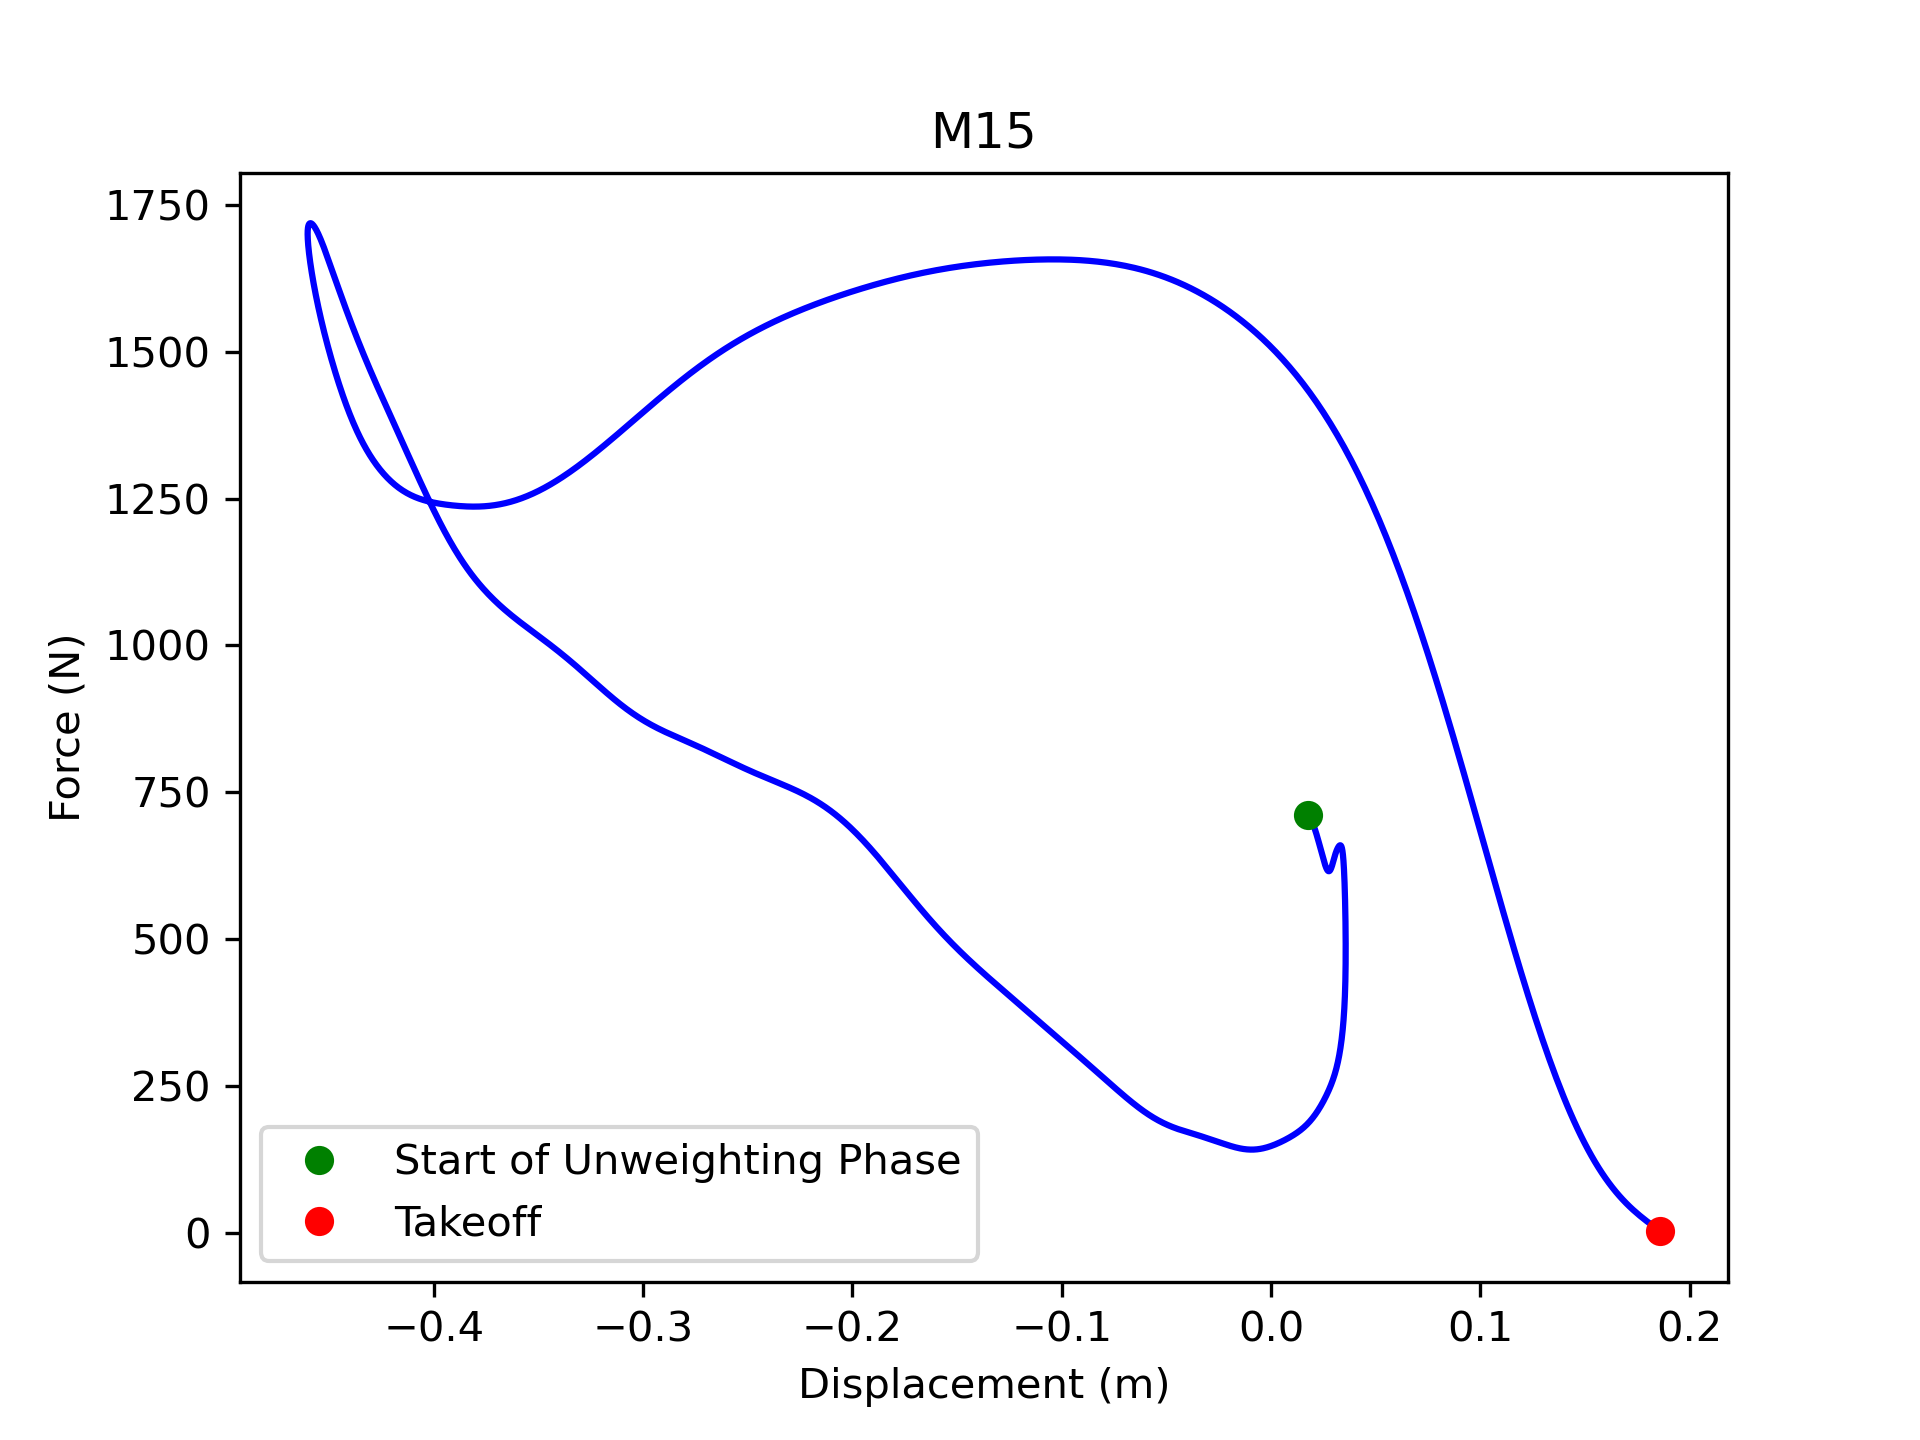 M15
1750
1500
1250
1000
750
500
250
0
Force (N)
Start of Unweighting Phase
Takeoff
−0.4 −0.3 −0.2 −0.1 0.0 0.1 0.2
Displacement (m)